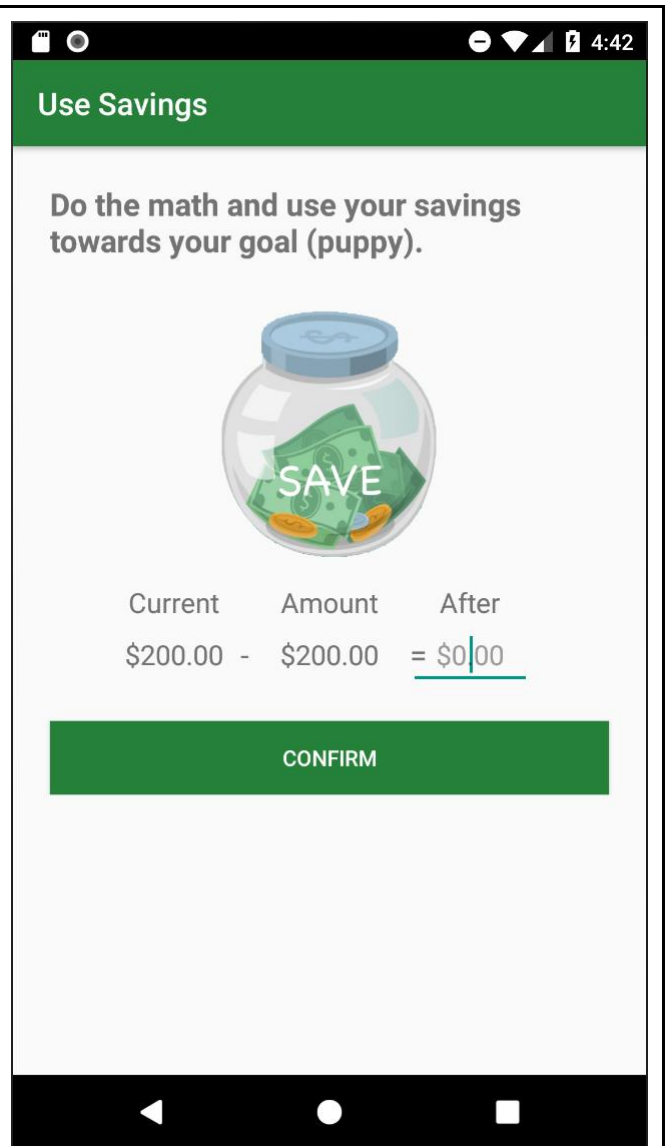 4:42
Use Savings
Do the math and use your savings
towards your goal (puppy).
SAVE
Current Amount After
$200.00 - $200.00 = $0.00
CONFIRM